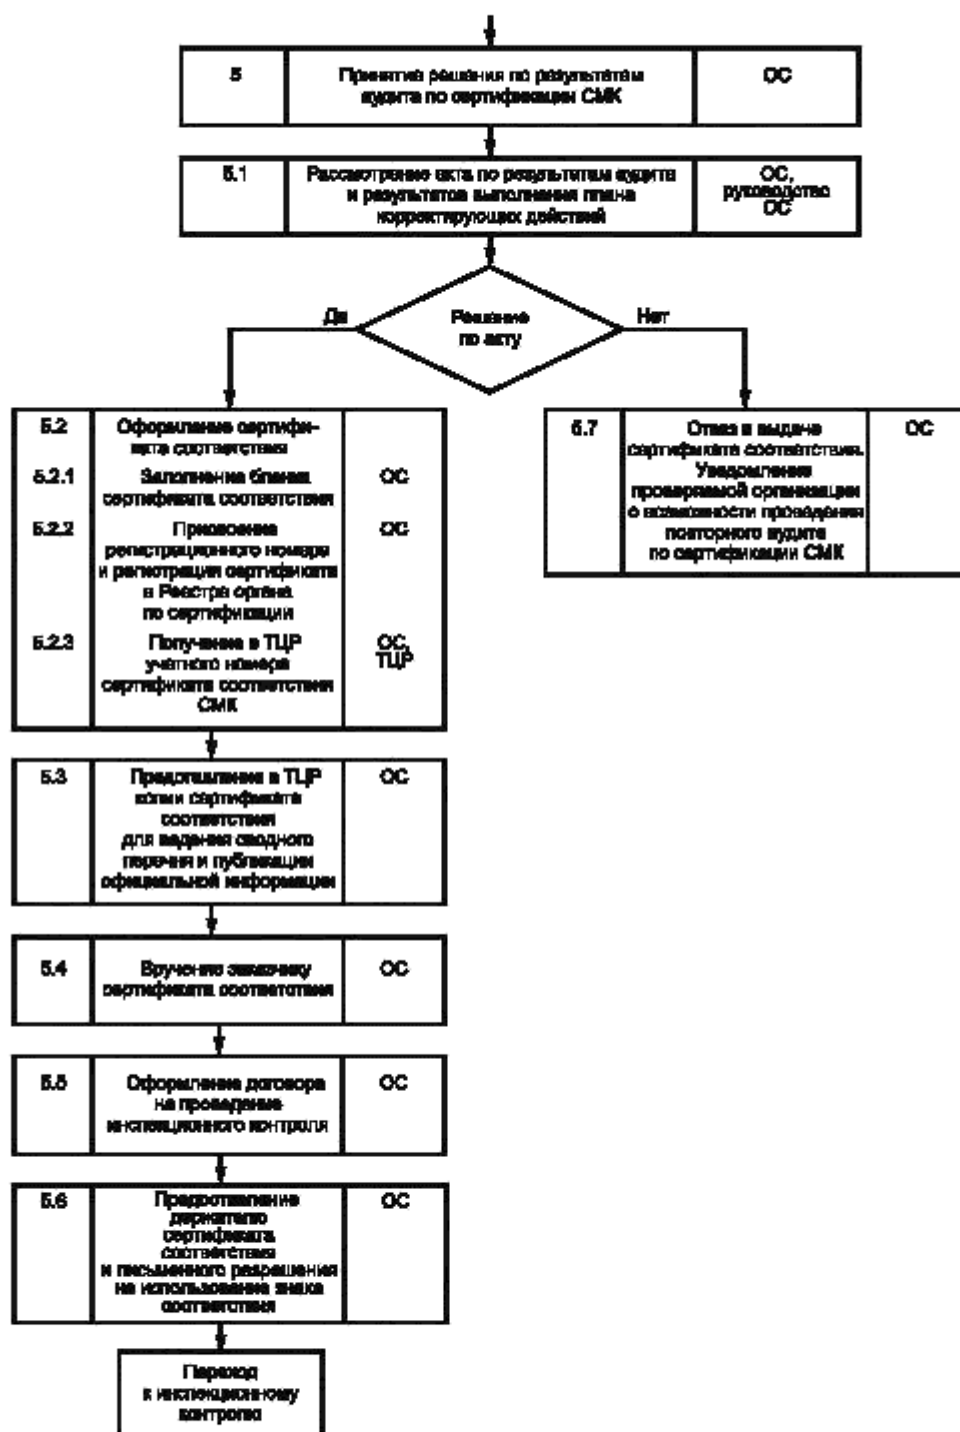 5
Принятие решения по результатам
аудита по сертификации СМК
ОС
5.1
Рассмотрение акта по результатам аудита
и результатов выполнения плана
корректирующих действий
ОС,
руководство
ОС
Решение
по акту
Да
Нет
5.2
Оформление сертифи-
ката соответствия
5.2.1
Заполнение бланка
сертификата соответствия
ОС
5.2.2
Присвоение
регистрационного номера
и регистрация сертификата
в Реестре органа
по сертификации
ОС
5.2.3
Получение в ТЦР
учетного номера
сертификата соответствия
СМК
ОС,
ТЦР
5.7
Отказ в выдаче
сертификата соответствия.
Уведомление
проверяемой организации
о возможности проведения
повторного аудита
по сертификации СМК
ОС
5.3
Представление в ТЦР
копии сертификата
соответствия
для ведения сводного
перечня и публикации
официальной информации
ОС
5.4
Вручение заказчику
сертификата соответствия
ОС
5.5
Оформление договора
на проведение
инспекционного контроля
ОС
5.6
Предоставление
держателю
сертификата
соответствия
и письменного разрешения
на использование знака
соответствия
ОС
Переход
к инспекционному
контролю